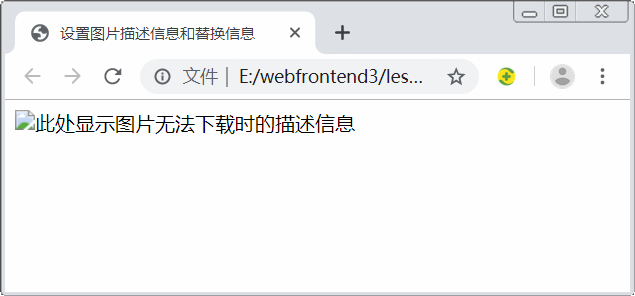 设置图片描述信息和替换信息
文件 | E:/webfrontend3/les...
此处显示图片无法下载时的描述信息